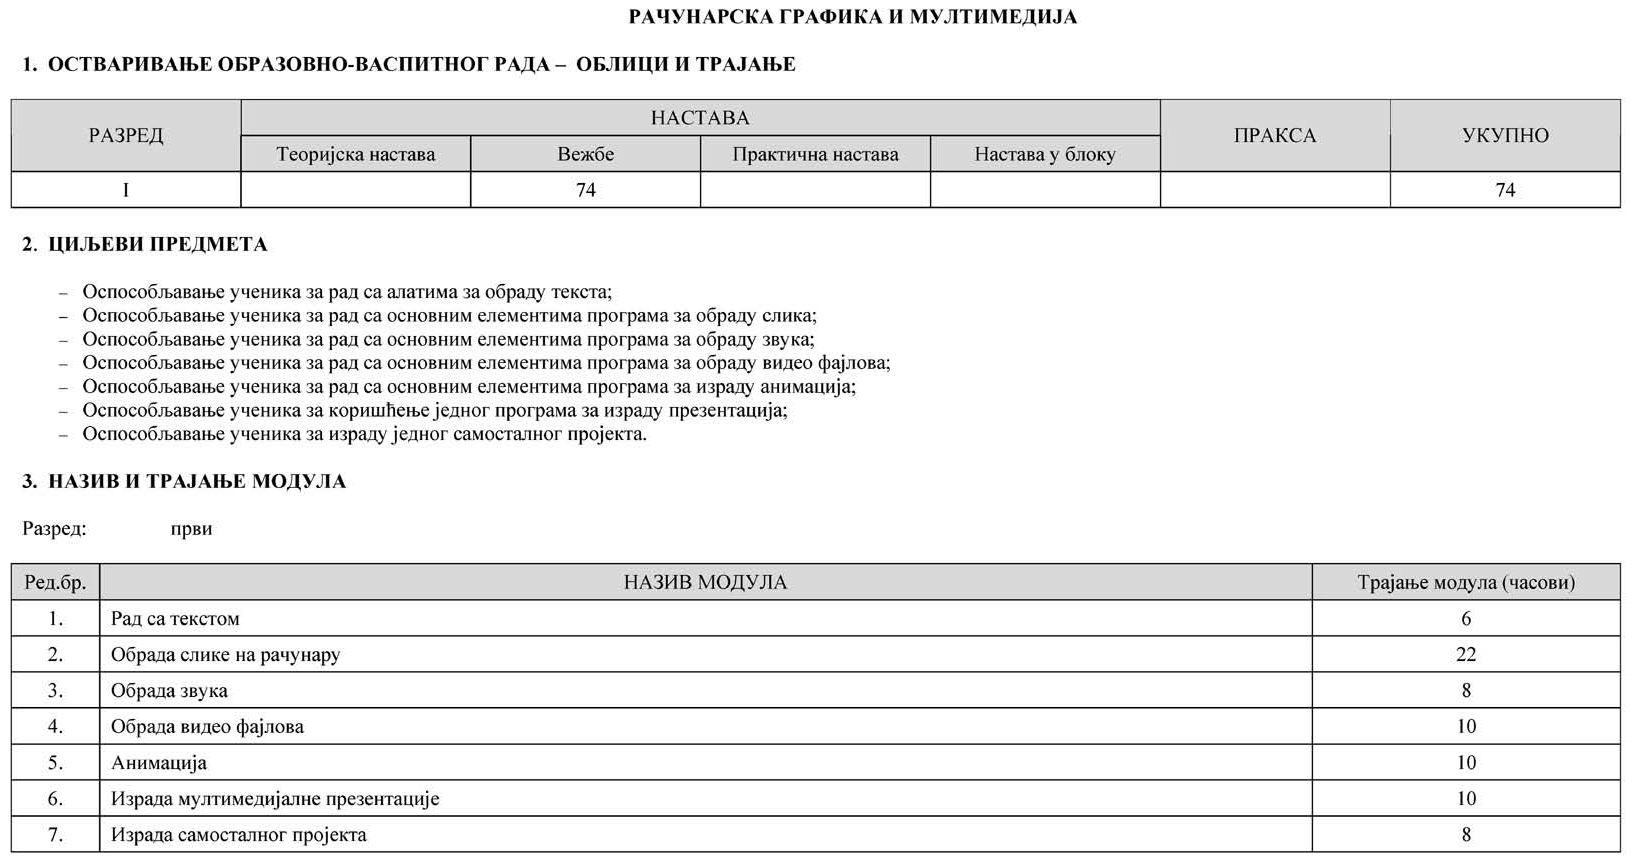 РАЧУНАРСКА ГРАФИКА И МУЛТИМЕДИЈА
1. ОСТВАРИВАЊЕ ОБРАЗОВНО-ВАСПИТНОГ РАДА – ОБЛИЦИ И ТРАЈАЊЕ
РАЗРЕД НАСТАВА ПРАКСА УКУПНО
Теоријска настава Вежбе Практична настава Настава у блоку
I 74 74
2. ЦИЉЕВИ ПРЕДМЕТА
– Оспособљавање ученика за рад са алатима за обраду текста;
– Оспособљавање ученика за рад са основним елементима програма за обраду слика;
– Оспособљавање ученика за рад са основним елементима програма за обраду звука;
– Оспособљавање ученика за рад са основним елементима програма за обраду видео фајлова;
– Оспособљавање ученика за рад са основним елементима програма за израду анимација;
– Оспособљавање ученика за коришћење једног програма за израду презентација;
– Оспособљавање ученика за израду једног самосталног пројекта.
3. НАЗИВ И ТРАЈАЊЕ МОДУЛА
Разред: први
Ред.бр. НАЗИВ МОДУЛА Трајање модула (часови)
1. Рад са текстом 6
2. Обрада слике на рачунару 22
3. Обрада звука 8
4. Обрада видео фајлова 10
5. Анимација 10
6. Израда мултимедијалне презентације 10
7. Израда самосталног пројекта 8